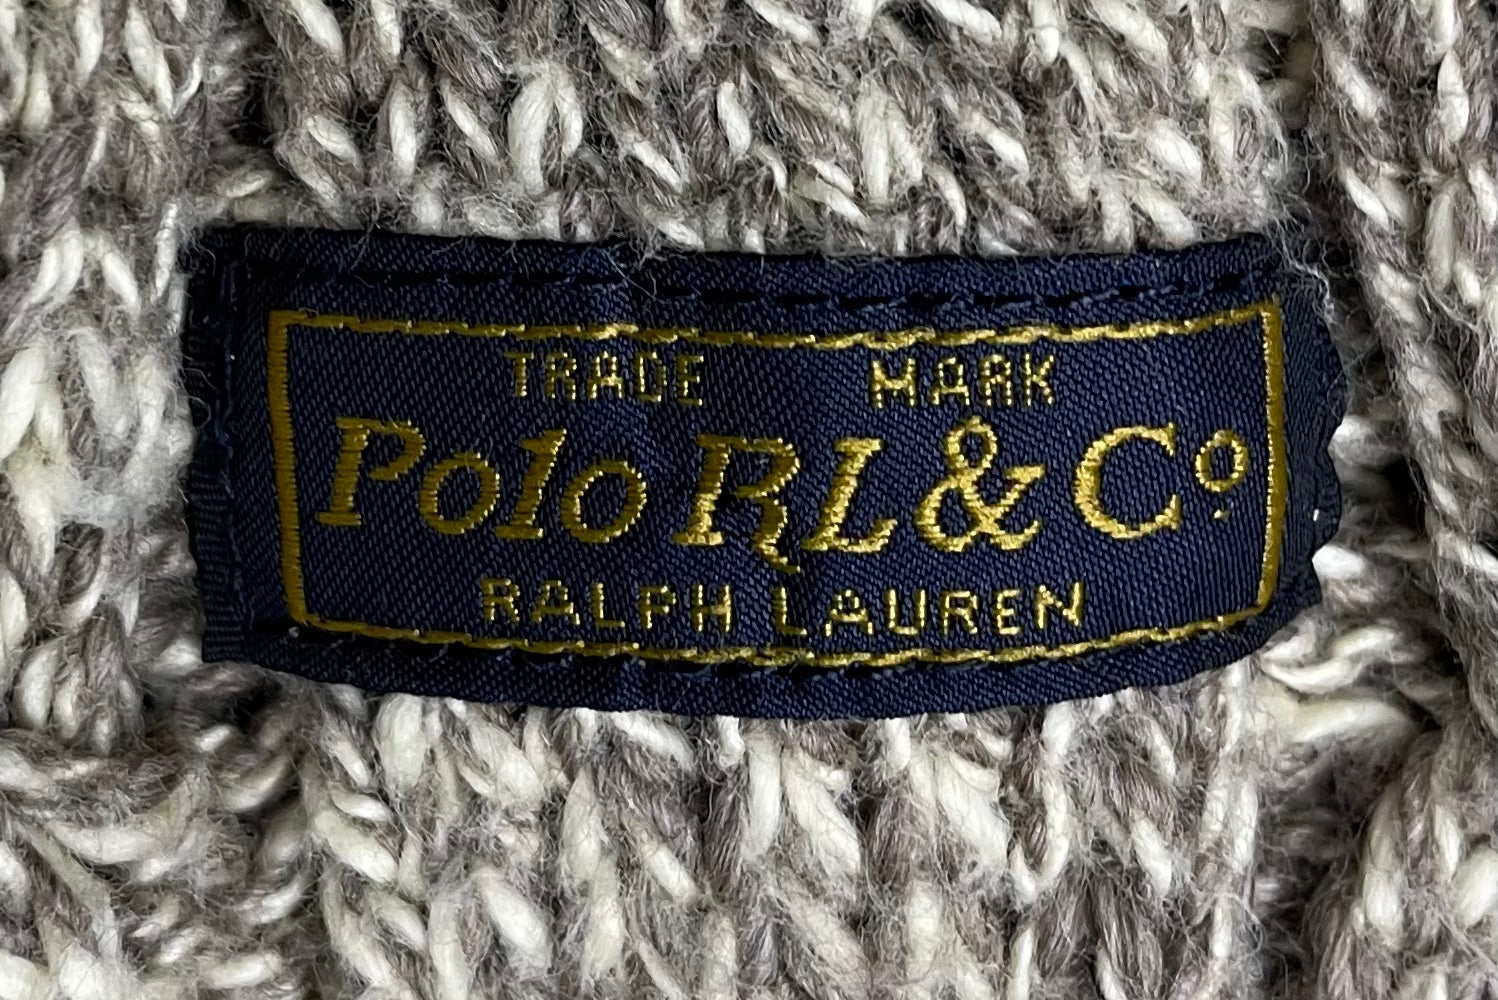 TRADE MARK
Polo RL & Cº
RALPH LAUREN